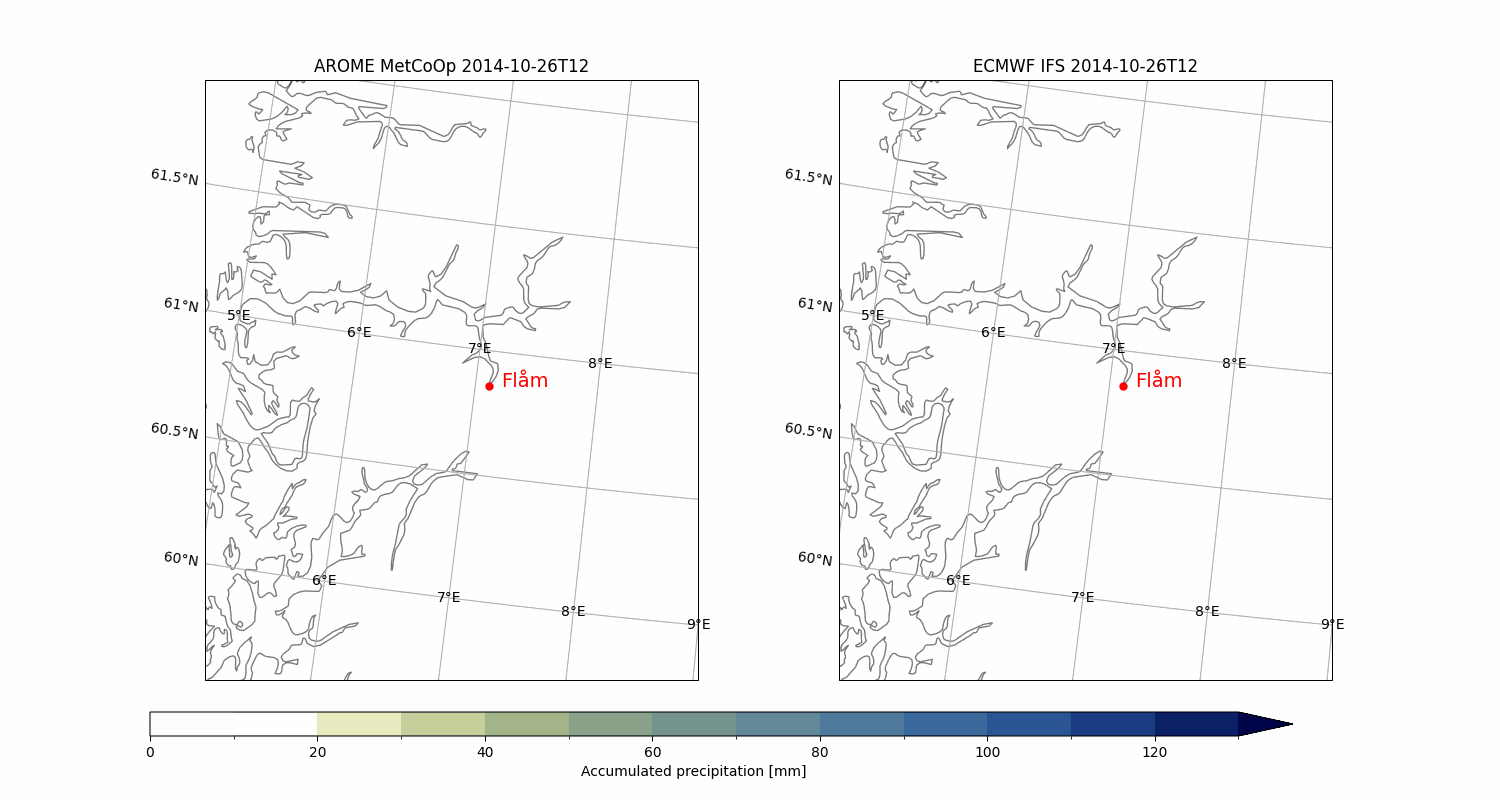 AROME MetCoOp 2014-10-26T12
ECMWF IFS 2014-10-26T12
61.5°N
61°N
60.5°N
60°N
5°E
6°E
7°E
8°E
Flåm
6°E
7°E
8°E
9°E
61.5°N
61°N
60.5°N
60°N
5°E
6°E
7°E
8°E
Flåm
6°E
7°E
8°E
9°E
0 20 40 60 80 100 120
Accumulated precipitation [mm]